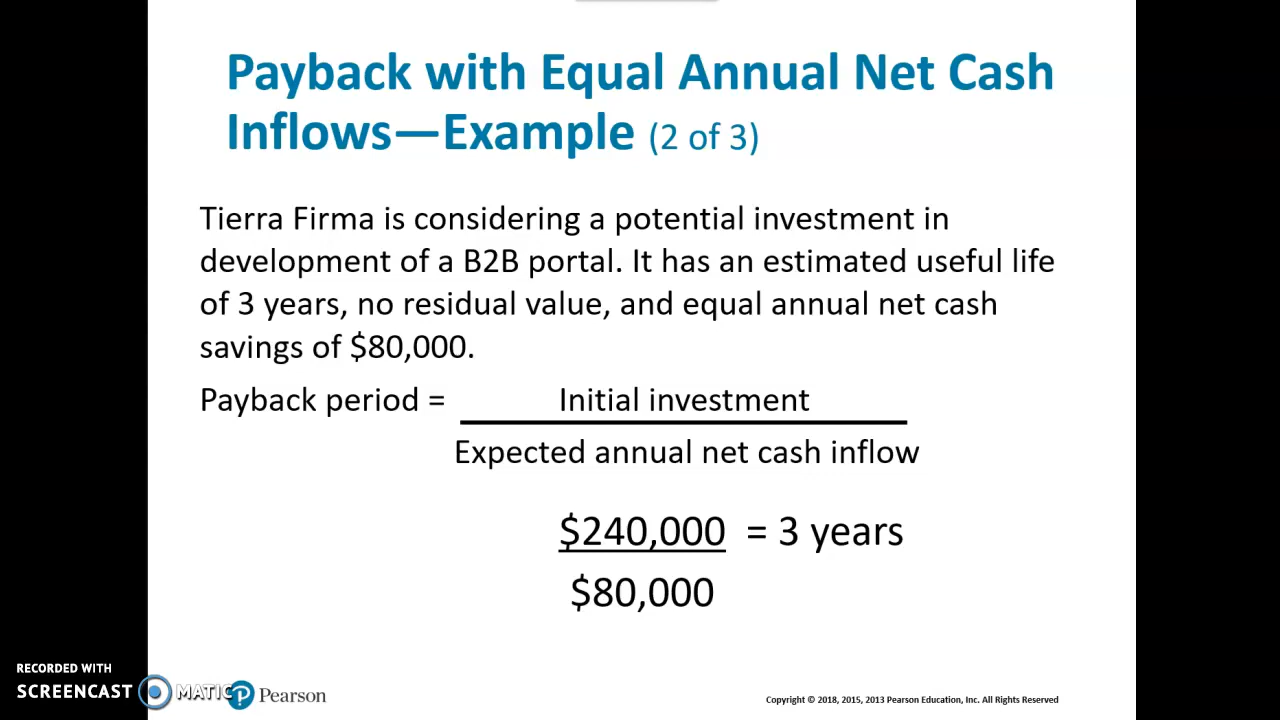 Payback with Equal Annual Net Cash
Inflows—Example (2 of 3)
Tierra Firma is considering a potential investment in
development of a B2B portal. It has an estimated useful life
of 3 years, no residual value, and equal annual net cash
savings of $80,000.
Payback period = Initial investment
Expected annual net cash inflow
$240,000 = 3 years
$80,000
RECORDED WITH
SCREENCAST MATIC
Pearson
Copyright © 2018, 2015, 2013 Pearson Education, Inc. All Rights Reserved